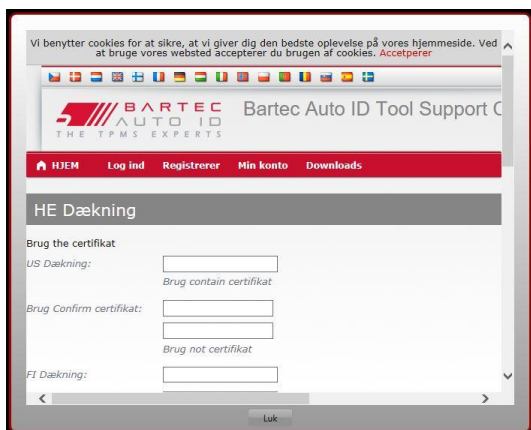 Vi benytter cookies for at sikre, at vi giver dig den bedste oplevelse på vores hjemmeside. Ved
at bruge vores websted accepterer du brugen af cookies. Accetperer
BARTEC
AUTO ID
THE TPMS EXPERTS
Bartec Auto ID Tool Support C
HJEM Log ind Registrerer Min konto Downloads
HE Dækning
Brug the certifikat
US Dækning:
Brug contain certifikat
Brug Confirm certifikat:
Brug not certifikat
FI Dækning:
Luk